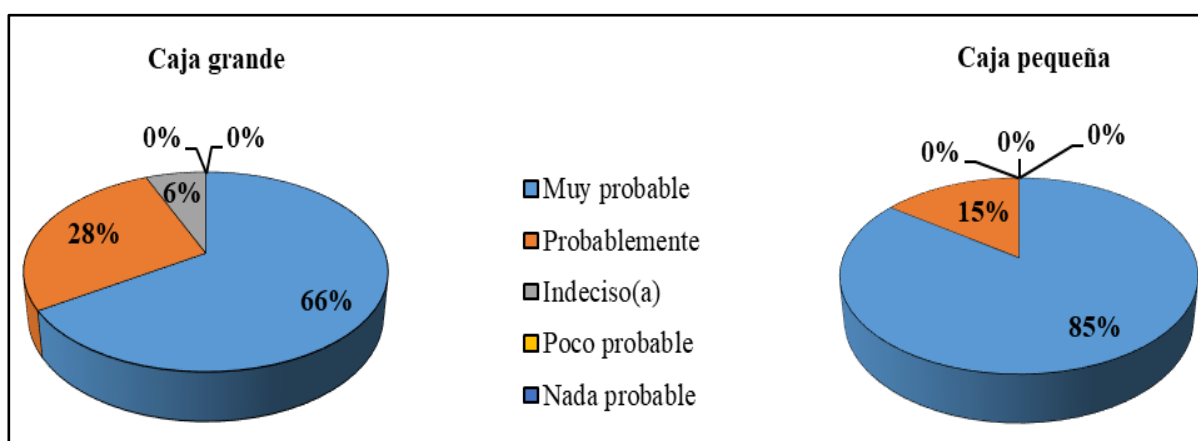 Caja grande
0% 0%
6%
28%
66%
Muy probable
Probablemente
Indeciso(a)
Poco probable
Nada probable
Caja pequeña
0% 0% 0%
15%
85%